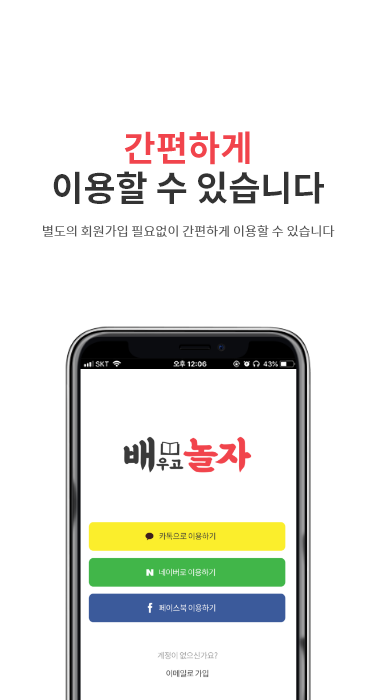 간편하게
이용할 수 있습니다
별도의 회원가입 필요없이 간편하게 이용할 수 있습니다
SKT 오후 12:06 43%
배우고놀자
카톡으로 이용하기
N 네이버로 이용하기
f 페이스북 이용하기
계정이 없으신가요?
이메일로 가입